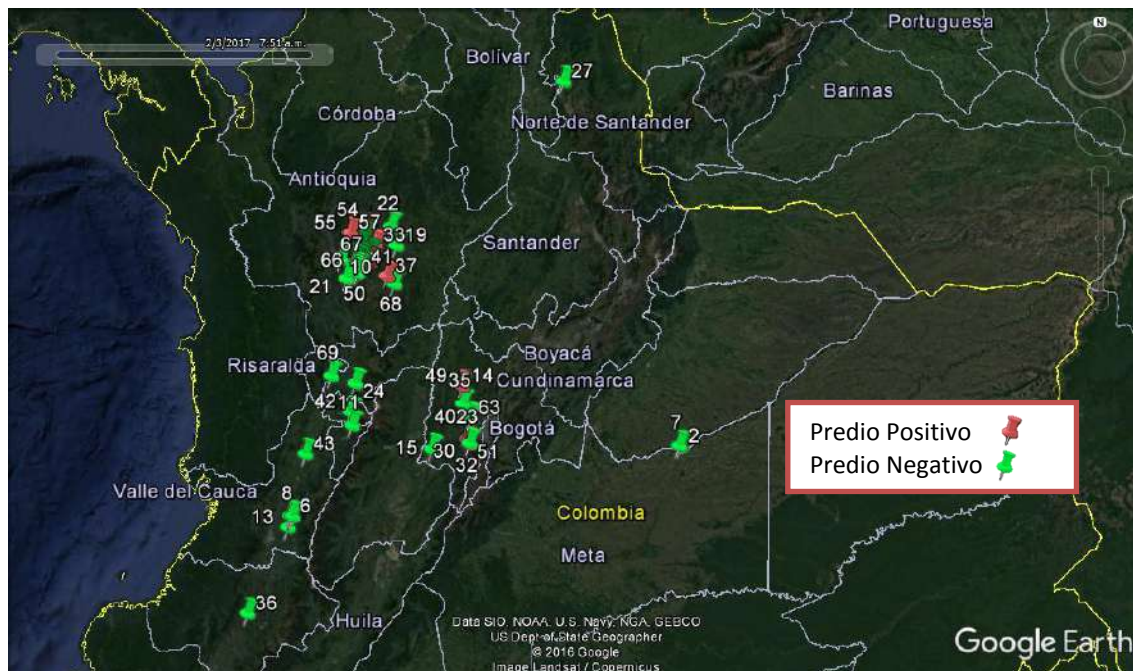 2/3/2017 7:51 a.m.
N
Portuguesa
Bolívar
27
Barinas
Córdoba
Norte de Santander
Antioquia
54
22
55
57
33
19
67
Santander
66
10
41
37
21
50
68
69
Boyacá
Risaralda
49
35
14
Cundinamarca
24
42
11
40
23
63
7
Bogotá
2
15
30
51
43
32
Predio Positivo
Predio Negativo
Valle del Cauca
8
6
13
Colombia
Meta
36
Huila
Data SIO, NOAA, U.S. Navy, NGA, GEBCO
US Dept of State Geographer
© 2016 Google
Image Landsat / Copernicus
Google Earth